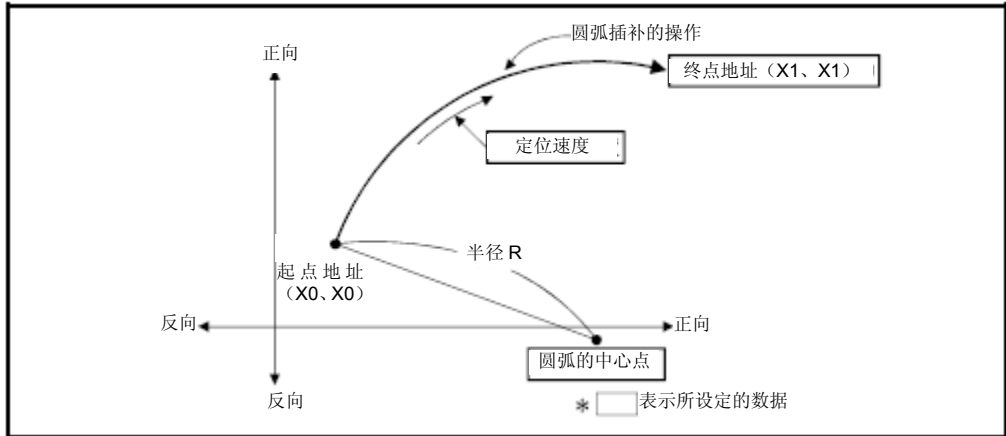 圆弧插补的操作
正向
终点地址（X1、X1）
定位速度
半径 R
起点地址
（X0、X0）
反向
正向
圆弧的中心点
反向
* 表示所设定的数据